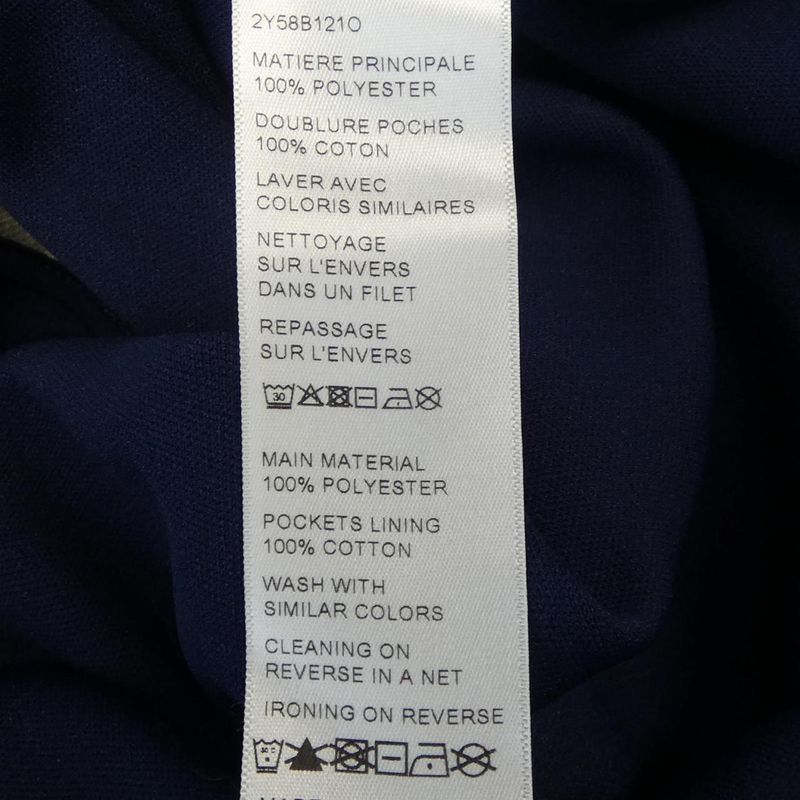 2Y58B121O
MATIERE PRINCIPALE
100% POLYESTER
DOUBLURE POCHES
100% COTON
LAVER AVEC
COLORIS SIMILAIRES
NETTOYAGE
SUR L'ENVERS
DANS UN FILET
REPASSAGE
SUR L'ENVERS
30
MAIN MATERIAL
100% POLYESTER
POCKETS LINING
100% COTTON
WASH WITH
SIMILAR COLORS
CLEANING ON
REVERSE IN A NET
IRONING ON REVERSE
30 C